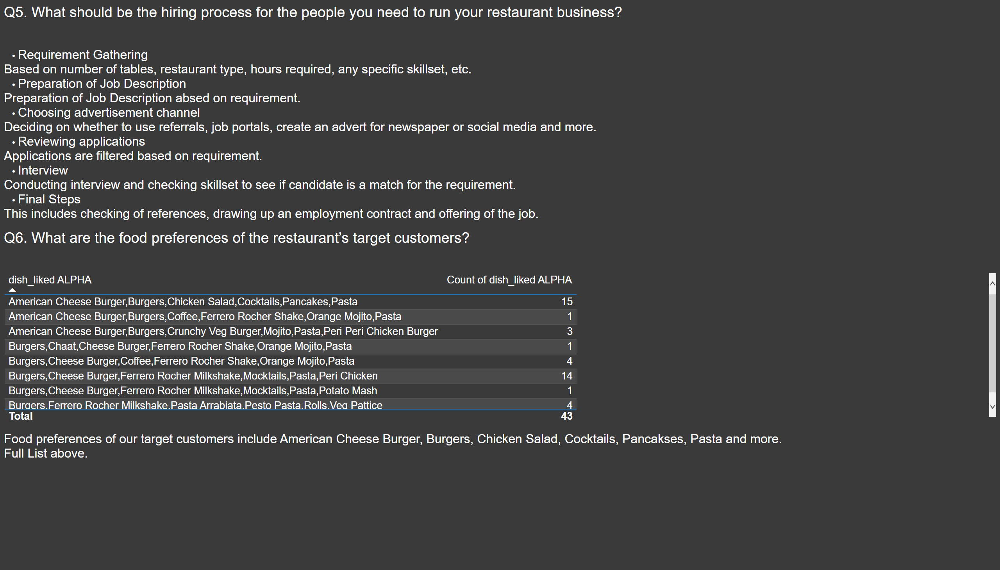 Q5. What should be the hiring process for the people you need to run your restaurant business?
• Requirement Gathering
Based on number of tables, restaurant type, hours required, any specific skillset, etc.
• Preparation of Job Description
Preparation of Job Description absed on requirement.
• Choosing advertisement channel
Deciding on whether to use referrals, job portals, create an advert for newspaper or social media and more.
• Reviewing applications
Applications are filtered based on requirement.
• Interview
Conducting interview and checking skillset to see if candidate is a match for the requirement.
• Final Steps
This includes checking of references, drawing up an employment contract and offering of the job.
Q6. What are the food preferences of the restaurant’s target customers?
dish_liked ALPHA Count of dish_liked ALPHA
American Cheese Burger,Burgers,Chicken Salad,Cocktails,Pancakes,Pasta 15
American Cheese Burger,Burgers,Coffee,Ferrero Rocher Shake,Orange Mojito,Pasta 1
American Cheese Burger,Burgers,Crunchy Veg Burger,Mojito,Pasta,Peri Peri Chicken Burger 3
Burgers,Chaat,Cheese Burger,Ferrero Rocher Shake,Orange Mojito,Pasta 1
Burgers,Cheese Burger,Coffee,Ferrero Rocher Shake,Orange Mojito,Pasta 4
Burgers,Cheese Burger,Ferrero Rocher Milkshake,Mocktails,Pasta,Peri Chicken 14
Burgers,Cheese Burger,Ferrero Rocher Milkshake,Mocktails,Pasta,Potato Mash 1
Burgers,Ferrero Rocher Milkshake,Pasta Arrabiata,Pesto Pasta,Rolls,Veg Pattice 4
Total 43
Food preferences of our target customers include American Cheese Burger, Burgers, Chicken Salad, Cocktails, Pancakses, Pasta and more.
Full List above.